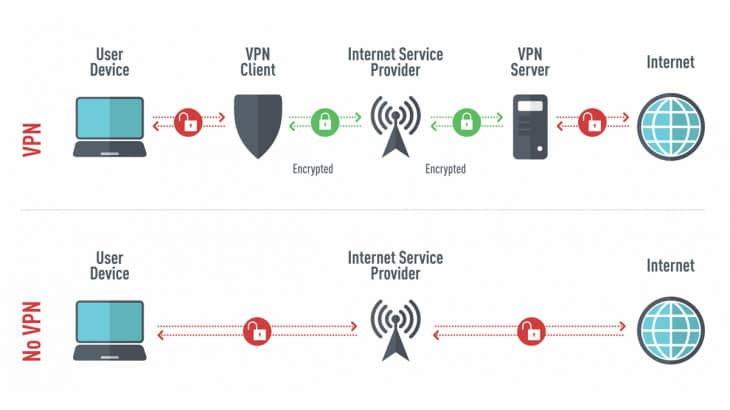 User
Device
VPN
Client
Internet Service
Provider
VPN
Server
Internet
VPN
Encrypted
Encrypted
User
Device
Internet Service
Provider
Internet
No VPN